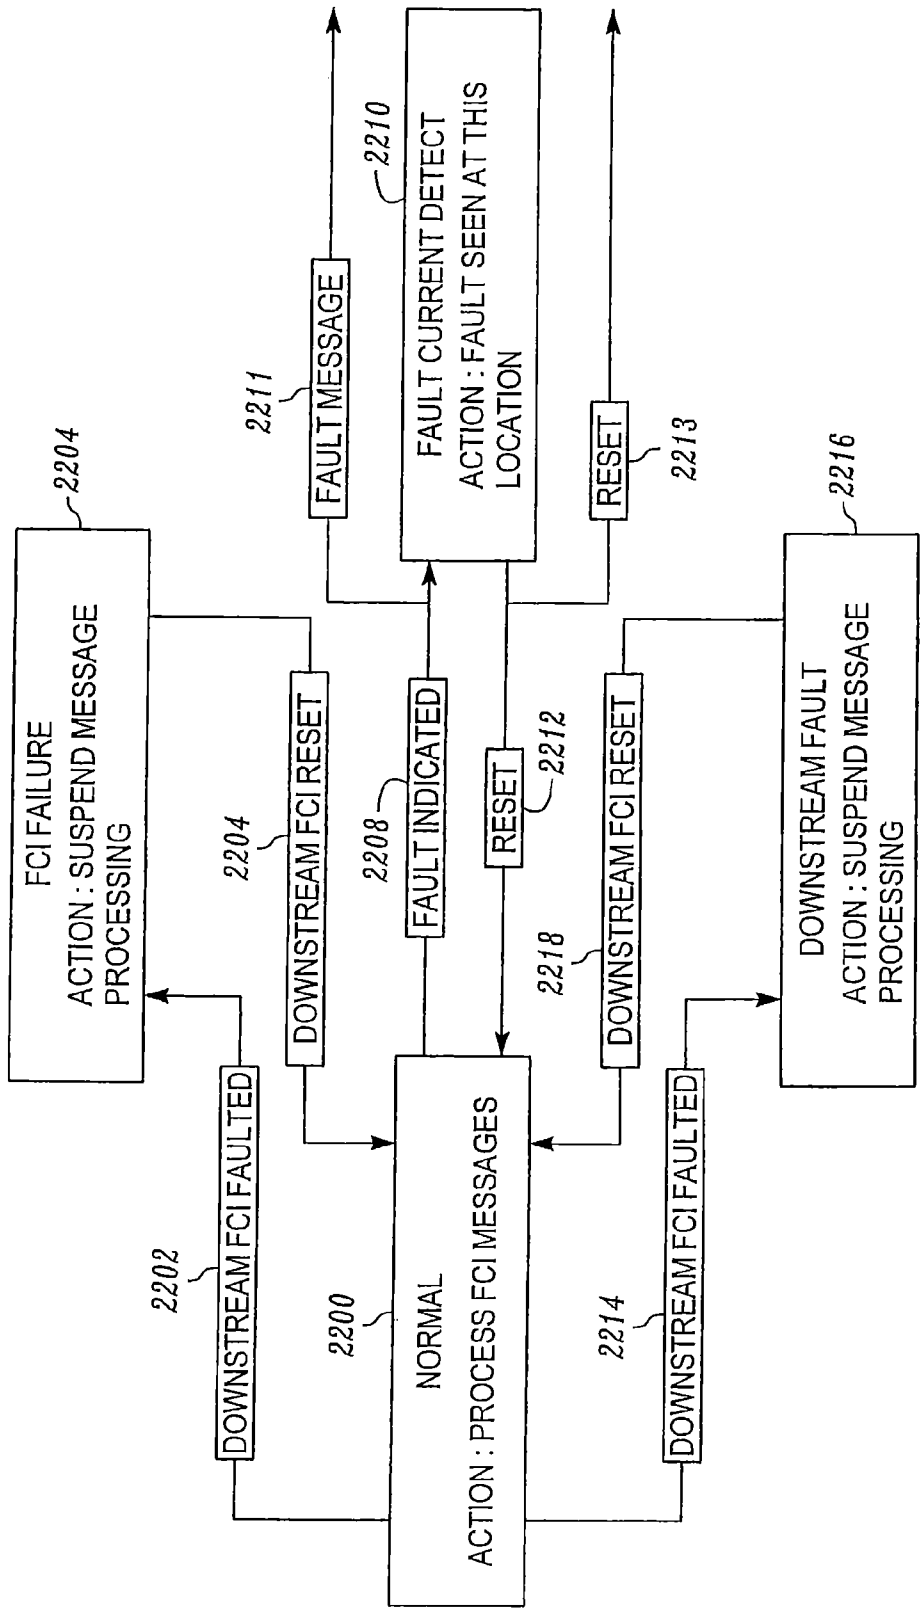 2204
FCI FAILURE
ACTION : SUSPEND MESSAGE
PROCESSING
2202
DOWNSTREAM FCI FAULTED
2204
DOWNSTREAM FCI RESET
2211
FAULT MESSAGE
2200
NORMAL
ACTION : PROCESS FCI MESSAGES
2208
FAULT INDICATED
2210
FAULT CURRENT DETECT
ACTION : FAULT SEEN AT THIS
LOCATION
RESET
2212
RESET
2213
2218
DOWNSTREAM FCI RESET
2214
DOWNSTREAM FCI FAULTED
2216
DOWNSTREAM FAULT
ACTION : SUSPEND MESSAGE
PROCESSING